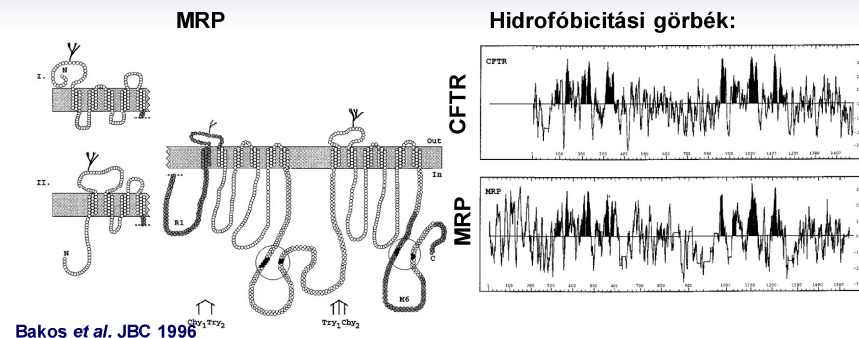 MRP
Hidrofóbicitási görbék:
I.
N
II.
N
Out
In
R1
C
M6
Chy₁Try₂
Try₁Chy₂
Bakos et al. JBC 1996
CFTR
CFTR
MRP
MRP